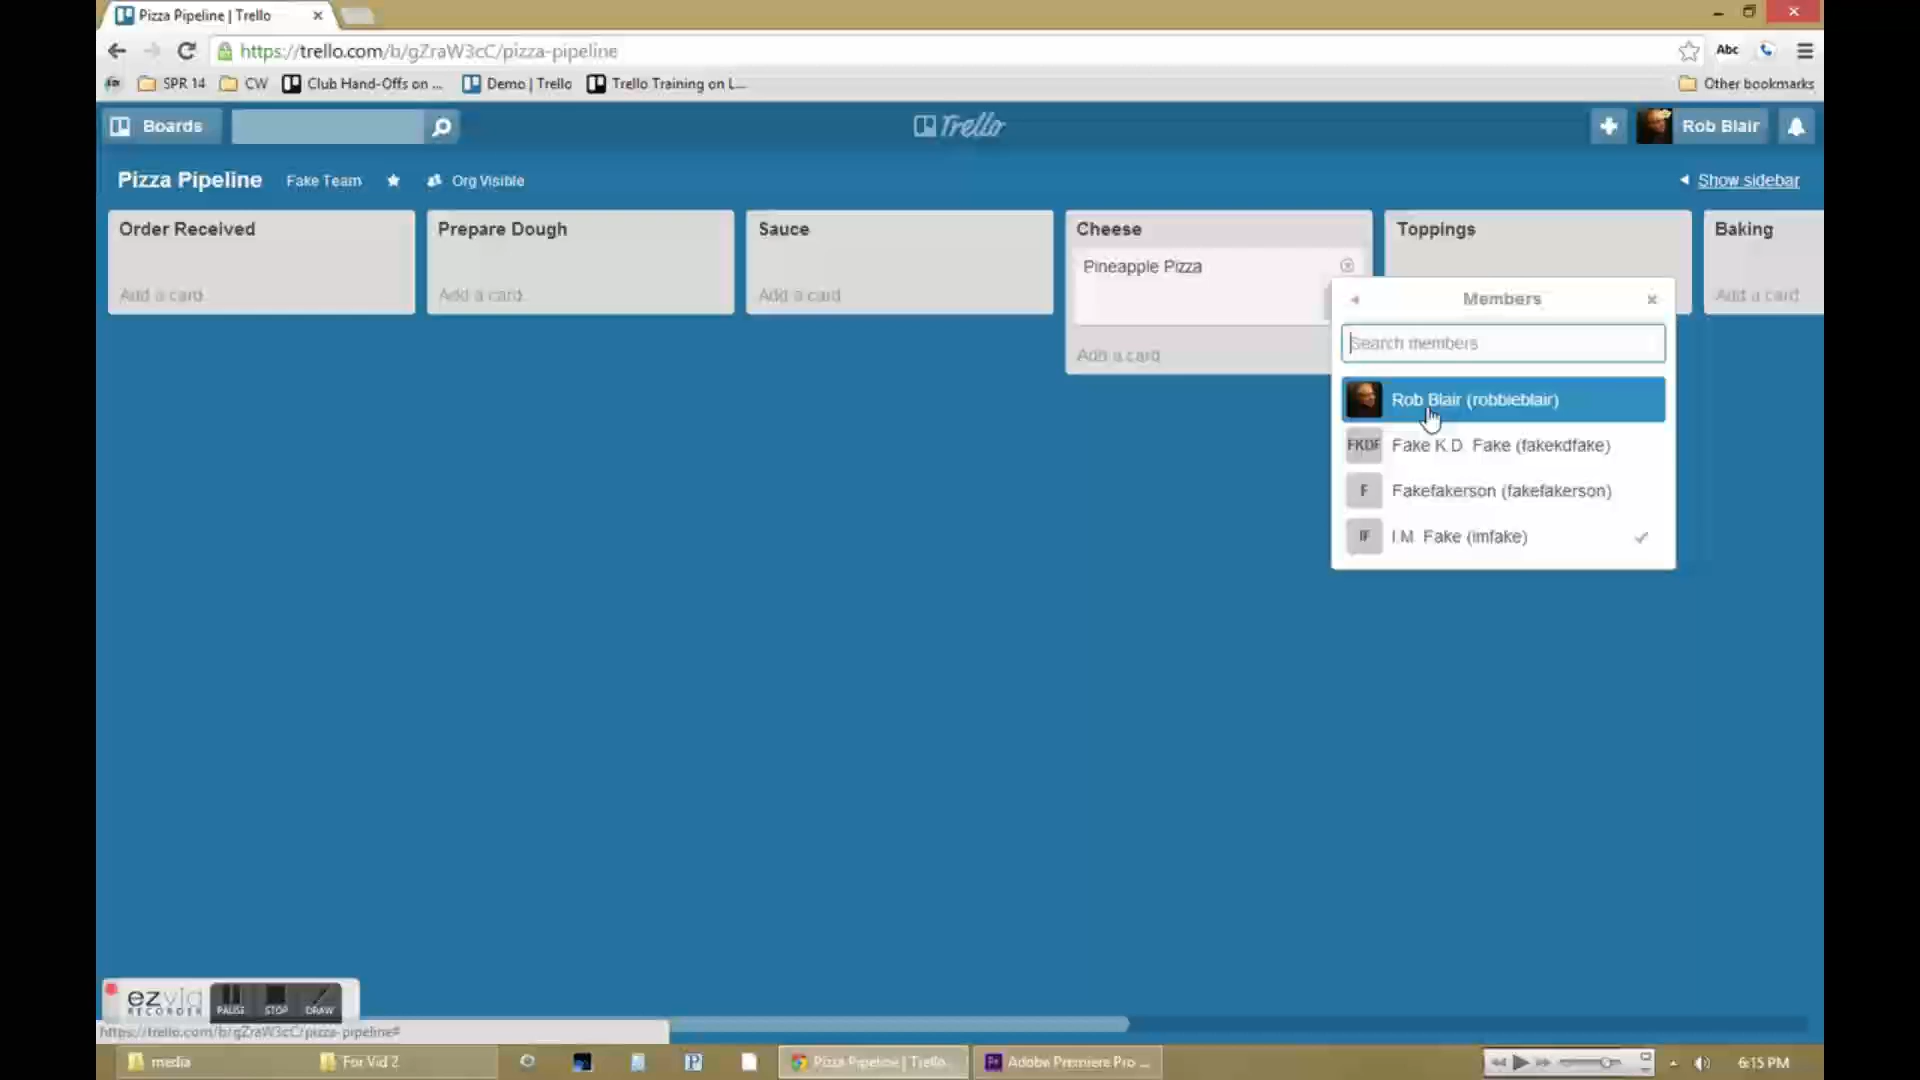 Pizza Pipeline | Trello
https://trello.com/b/gZraW3cC/pizza-pipeline
Abc
SPR 14
CW
Club Hand-Offs on ...
Demo | Trello
Trello Training on L...
Other bookmarks
Boards
Trello
Rob Blair
Pizza Pipeline
Fake Team
Org Visible
Show sidebar
Order Received
Prepare Dough
Sauce
Cheese
Toppings
Baking
Pineapple Pizza
Add a card...
Add a card...
Add a card
Add a card
Add a card
Members
Search members
Rob Blair (robbieblair)
FKDF Fake K.D. Fake (fakekdfake)
F Fakefakerson (fakefakerson)
IF I.M. Fake (imfake)
ezvid
RECORDER
PAUSE
STOP
DRAW
https://trello.com/b/gZraW3cC/pizza-pipeline#
media
For Vid 2
Pizza Pipeline | Trello
Adobe Premiere Pro ...
6:15 PM